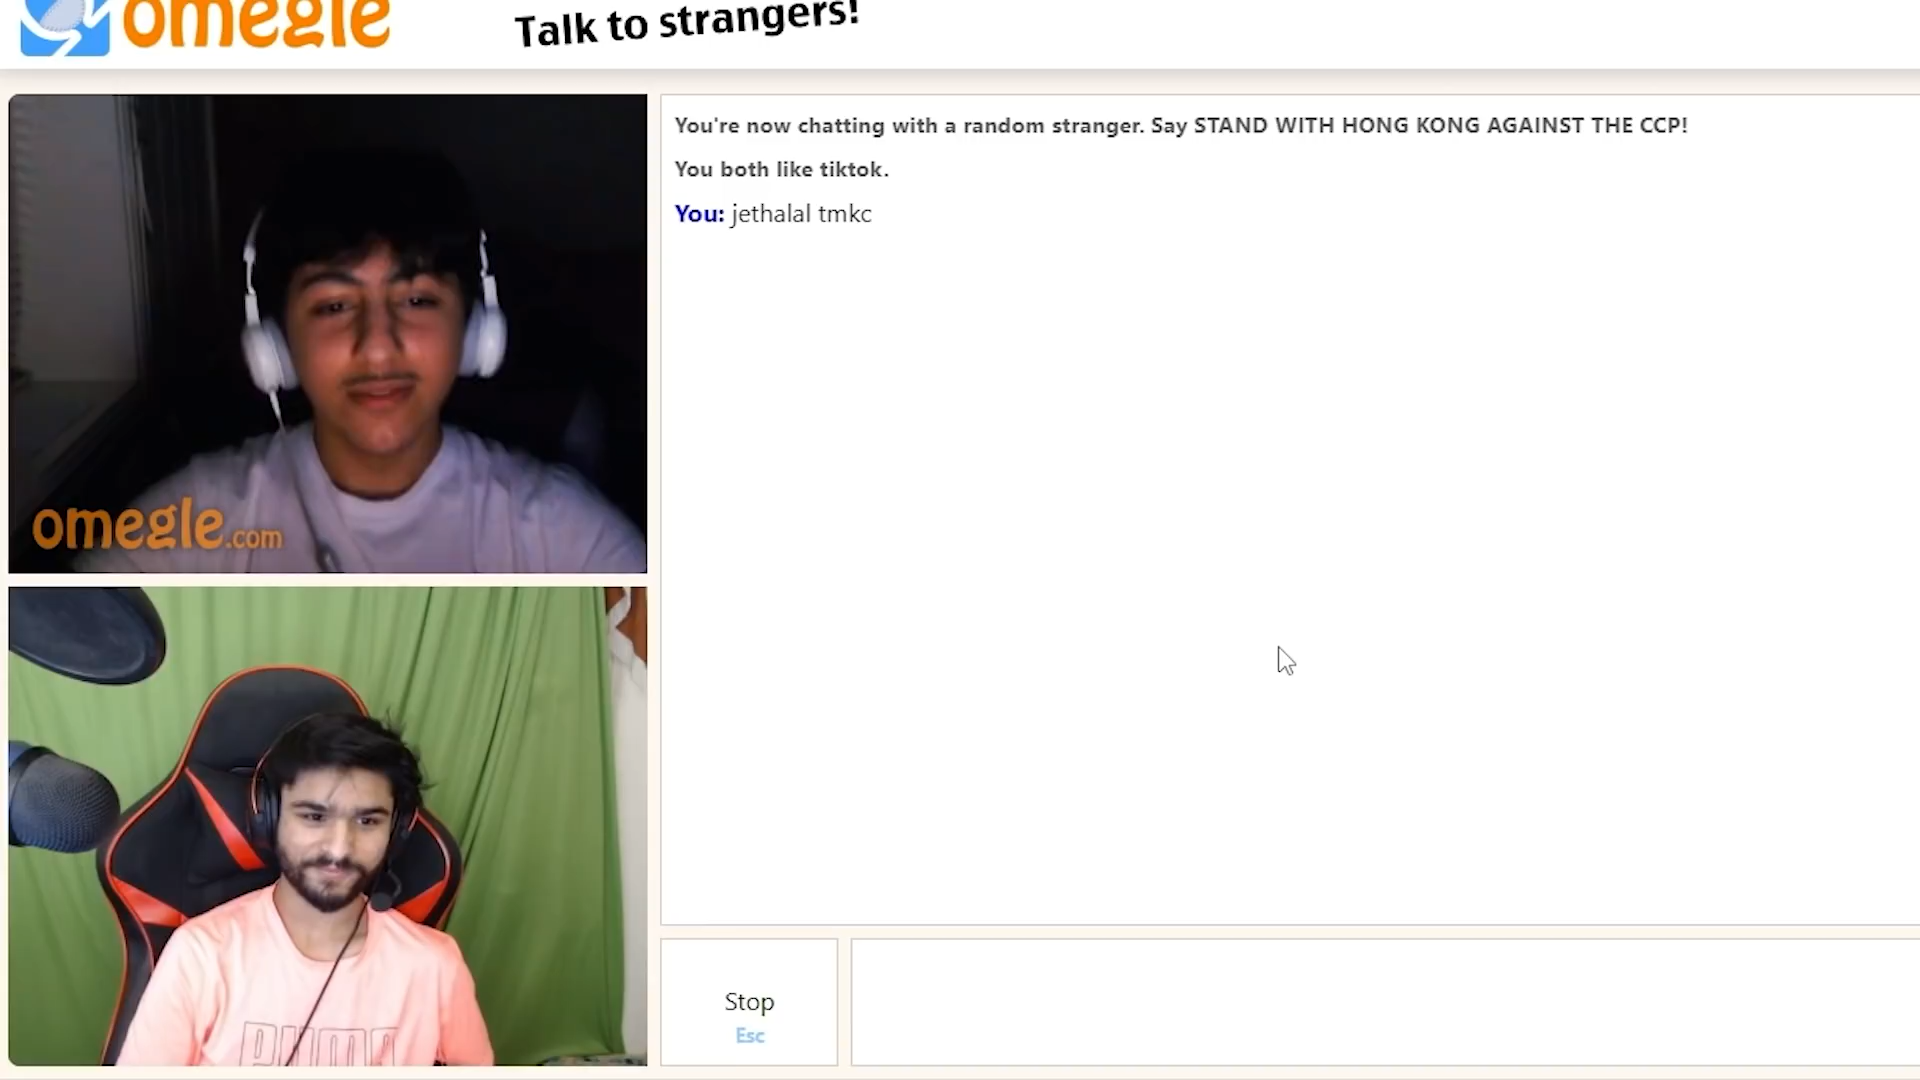 omegle
Talk to strangers!
You're now chatting with a random stranger. Say STAND WITH HONG KONG AGAINST THE CCP!
You both like tiktok.
You: jethalal tmkc
omegle.com
PUMA
Stop
Esc